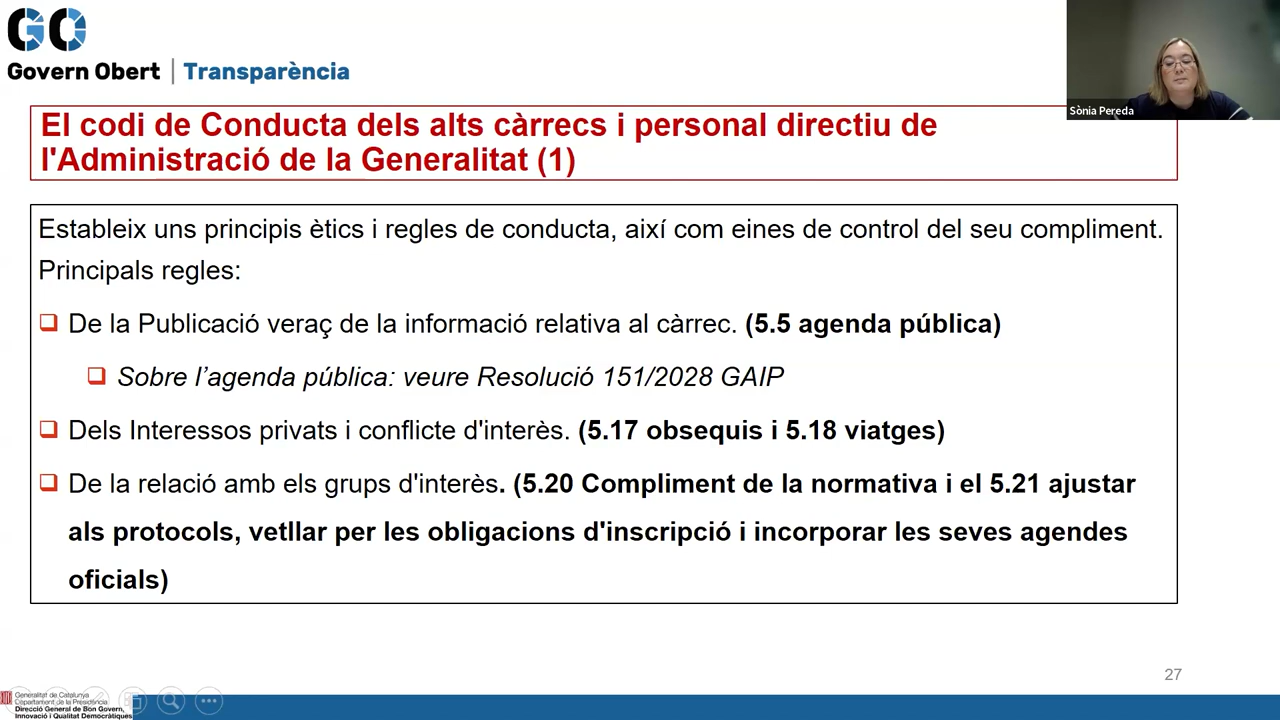 GO
Govern Obert | Transparència
Sònia Pereda
El codi de Conducta dels alts càrrecs i personal directiu de
l'Administració de la Generalitat (1)
Estableix uns principis ètics i regles de conducta, així com eines de control del seu compliment.
Principals regles:
De la Publicació veraç de la informació relativa al càrrec. (5.5 agenda pública)
Sobre l’agenda pública: veure Resolució 151/2028 GAIP
Dels Interessos privats i conflicte d'interès. (5.17 obsequis i 5.18 viatges)
De la relació amb els grups d'interès. (5.20 Compliment de la normativa i el 5.21 ajustar
als protocols, vetllar per les obligacions d'inscripció i incorporar les seves agendes
oficials)
27
Generalitat de Catalunya
Departament de la Presidència
Direcció General de Bon Govern,
Innovació i Qualitat Democràtiques